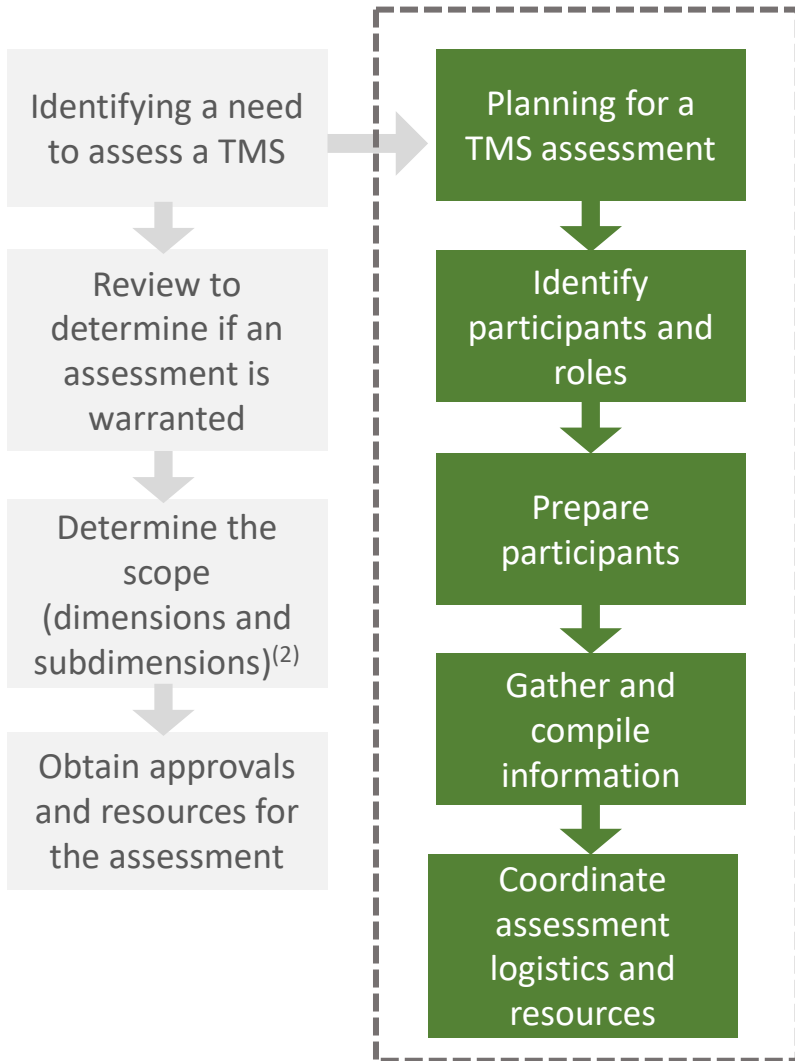 Identifying a need
to assess a TMS
Review to
determine if an
assessment is
warranted
Determine the
scope
(dimensions and
subdimensions)(2)
Obtain approvals
and resources for
the assessment
Planning for a
TMS assessment
Identify
participants and
roles
Prepare
participants
Gather and
compile
information
Coordinate
assessment
logistics and
resources